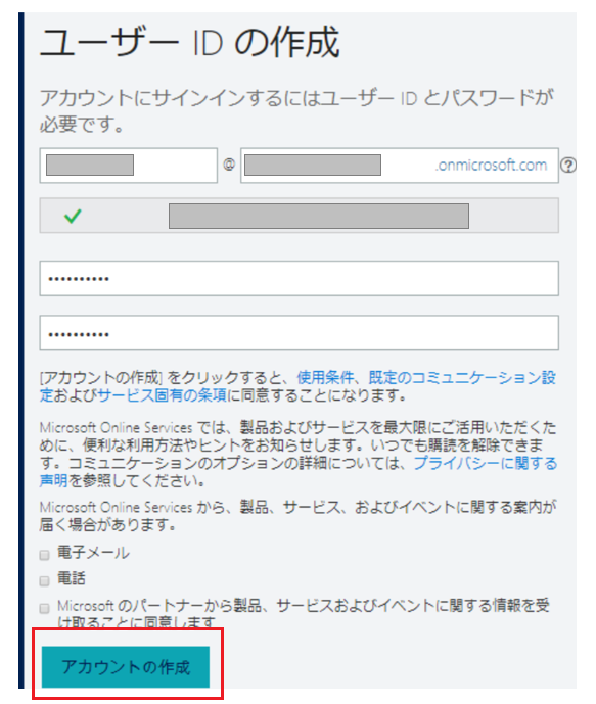 ユーザー ID の作成
アカウントにサインインするにはユーザー ID とパスワードが
必要です。
@ .onmicrosoft.com ?
••••••••••
••••••••••
[アカウントの作成] をクリックすると、使用条件、既定のコミュニケーション設
定およびサービス固有の条項に同意することになります。
Microsoft Online Services では、製品およびサービスを最大限にご活用いただくた
めに、便利な利用方法やヒントをお知らせします。いつでも購読を解除できま
す。コミュニケーションのオプションの詳細については、プライバシーに関する
声明を参照してください。
Microsoft Online Services から、製品、サービス、およびイベントに関する案内が
届く場合があります。
電子メール
電話
Microsoft のパートナーから製品、サービスおよびイベントに関する情報を受
け取ることに同意します
アカウントの作成